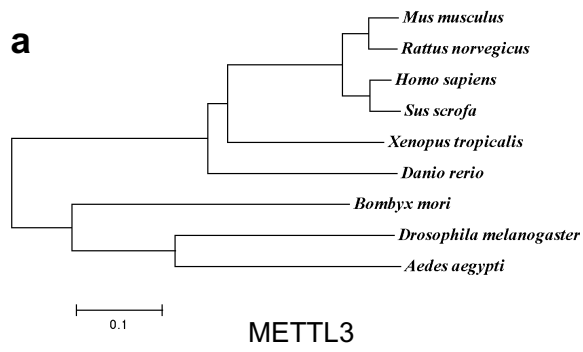 a
Mus musculus
Rattus norvegicus
Homo sapiens
Sus scrofa
Xenopus tropicalis
Danio rerio
Bombyx mori
Drosophila melanogaster
Aedes aegypti
0.1
METTL3